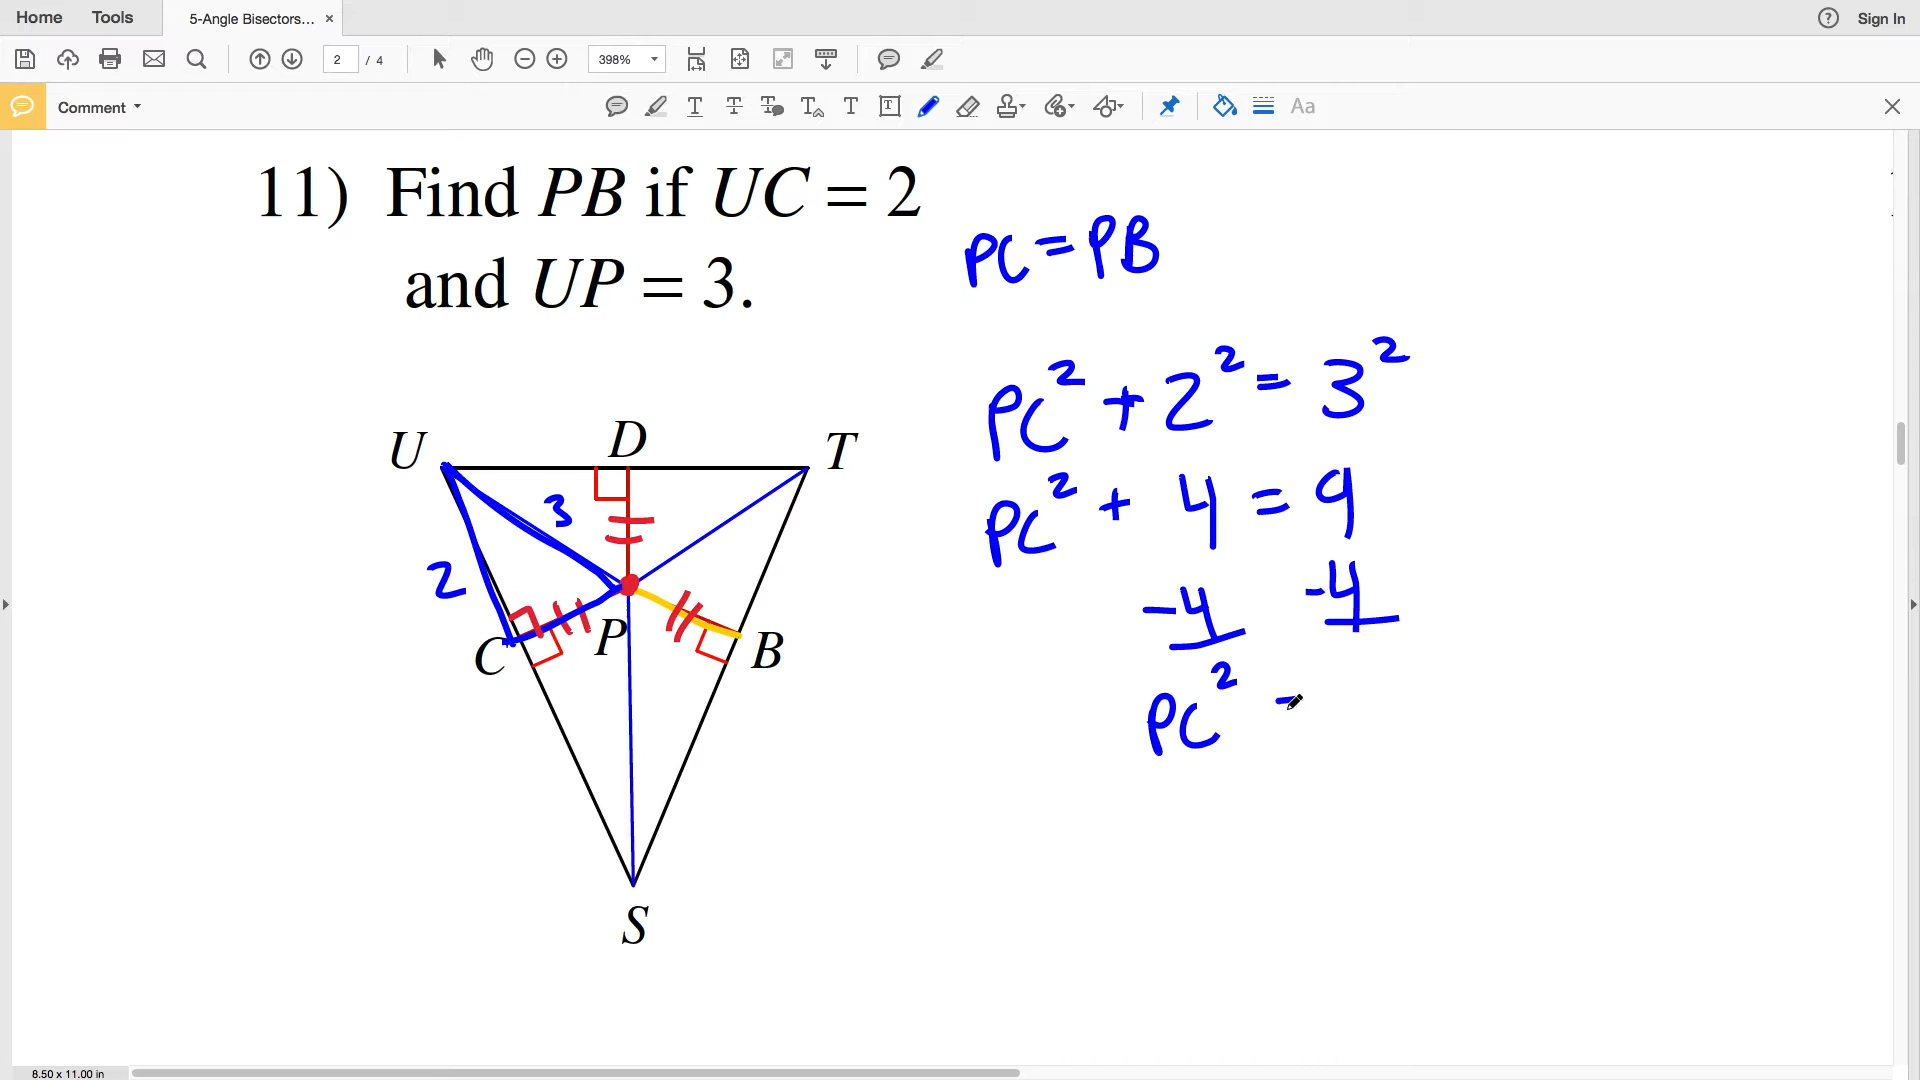 Home Tools 5-Angle Bisectors... × ? Sign In
2 / 4 398%
Comment T T T T T T Aa
11) Find PB if UC = 2
and UP = 3.
PC = PB
PC² + 2² = 3²
PC² + 4 = 9
-4 -4
PC² =
U D T
3
2
C P B
S
8.50 x 11.00 in